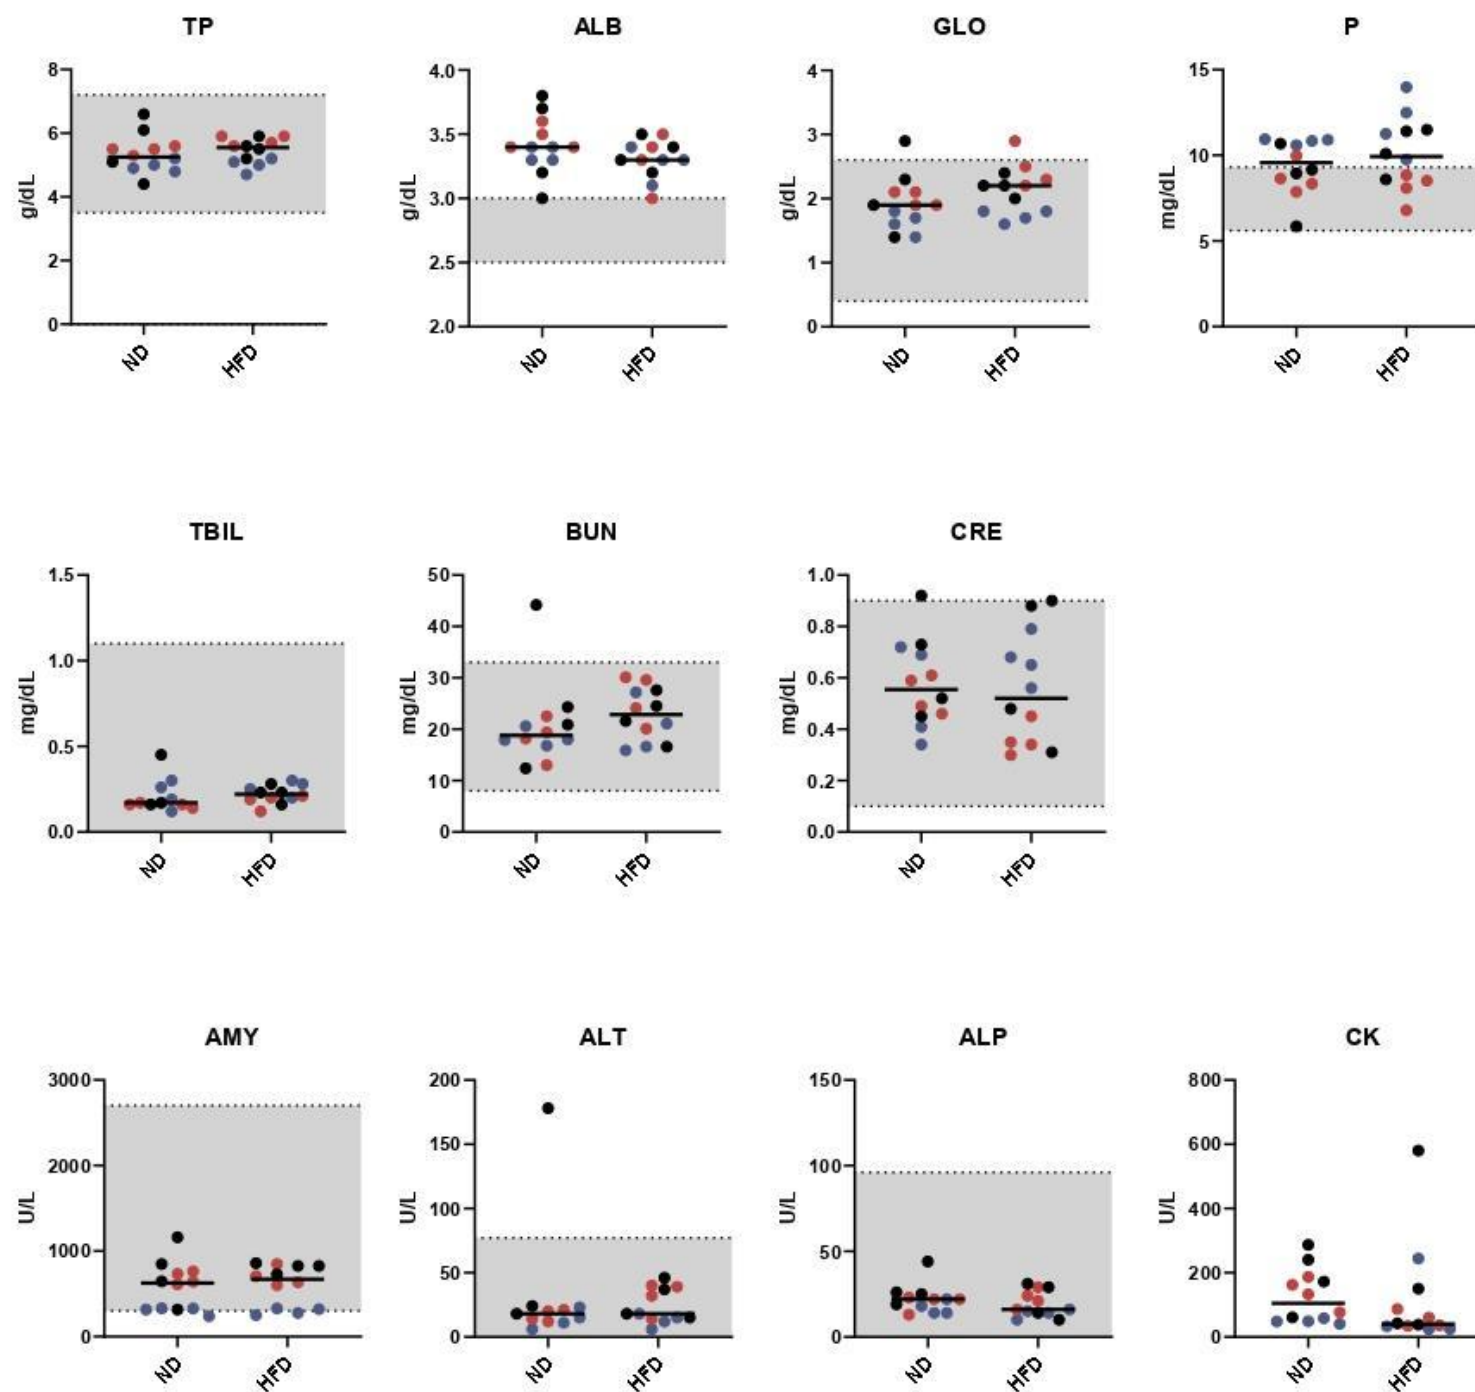 TP ALB GLO P
8 4.0 4 15
6 3.5 3 10
4 3.0 2 5
2 2.5 1
0 2.0 0 0
g/dL g/dL g/dL mg/dL
ND HFD ND HFD ND HFD ND HFD
TBIL BUN CRE
1.5 50 1.0
40 0.8
1.0 30 0.6
0.5 20 0.4
10 0.2
0.0 0 0.0
mg/dL mg/dL mg/dL
ND HFD ND HFD ND HFD
AMY ALT ALP CK
3000 200 150 800
2000 150 100 600
1000 100 50 400
50 200
0 0 0 0
U/L U/L U/L U/L
ND HFD ND HFD ND HFD ND HFD